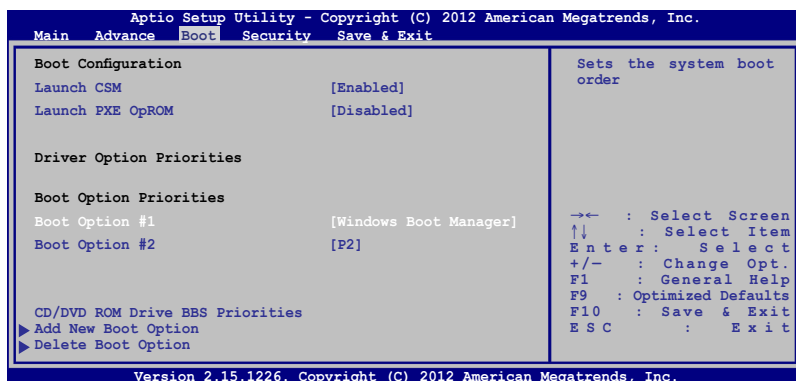 Aptio Setup Utility - Copyright (C) 2012 American Megatrends, Inc.
Main Advance Boot Security Save & Exit
Boot Configuration
Launch CSM [Enabled]
Launch PXE OpROM [Disabled]
Driver Option Priorities
Boot Option Priorities
Boot Option #1 [Windows Boot Manager]
Boot Option #2 [P2]
CD/DVD ROM Drive BBS Priorities
Add New Boot Option
Delete Boot Option
Sets the system boot
order
→← : Select Screen
↑↓ : Select Item
Enter: Select
+/— : Change Opt.
F1 : General Help
F9 : Optimized Defaults
F10 : Save & Exit
ESC : Exit
Version 2.15.1226. Copyright (C) 2012 American Megatrends, Inc.